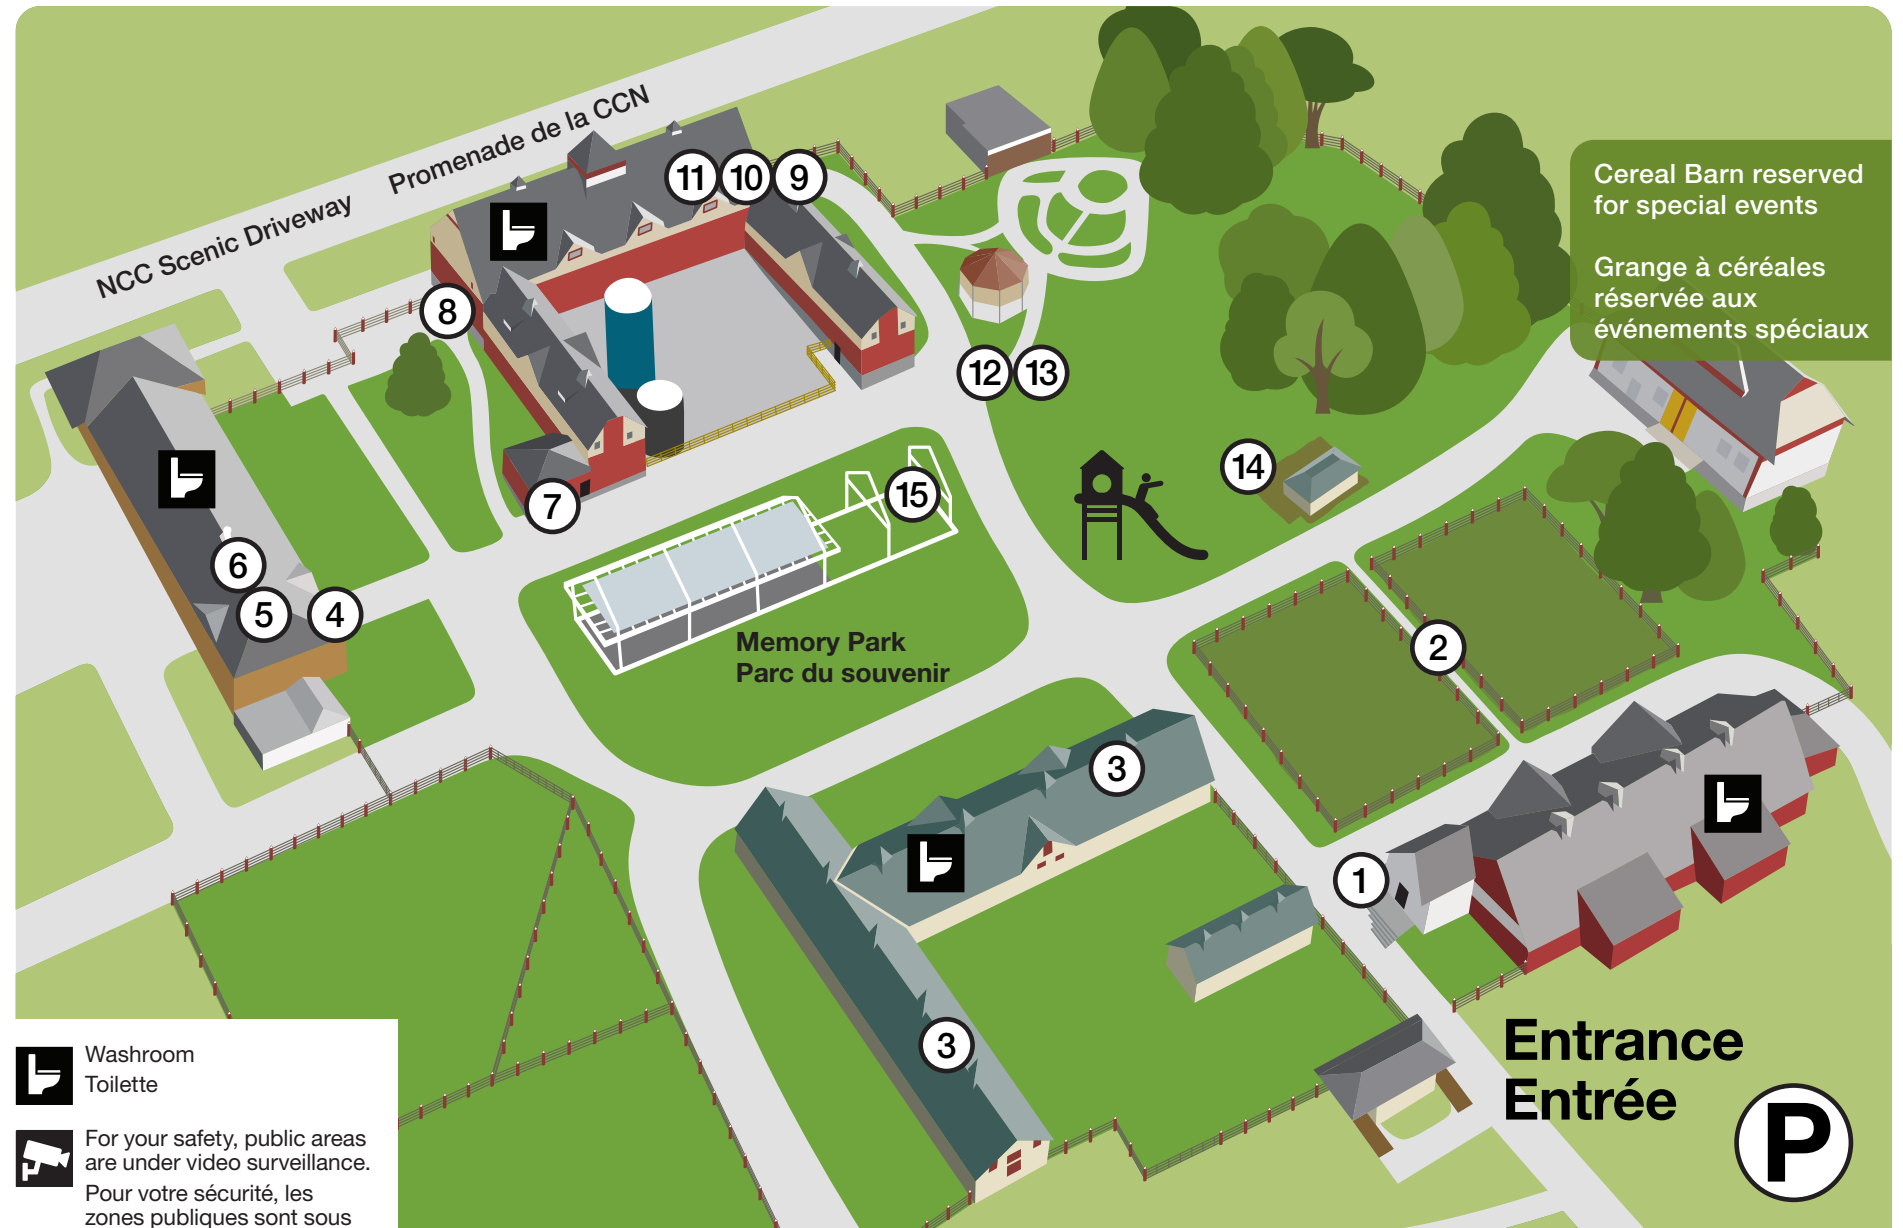 NCC Scenic Driveway Promenade de la CCN
Cereal Barn reserved
for special events
Grange à céréales
réservée aux
événements spéciaux
11 10 9
8
12 13
14
15
7
6
5 4
2
Memory Park
Parc du souvenir
3
1
3
Entrance
Entrée
P
Washroom
Toilette
For your safety, public areas
are under video surveillance.
Pour votre sécurité, les
zones publiques sont sous